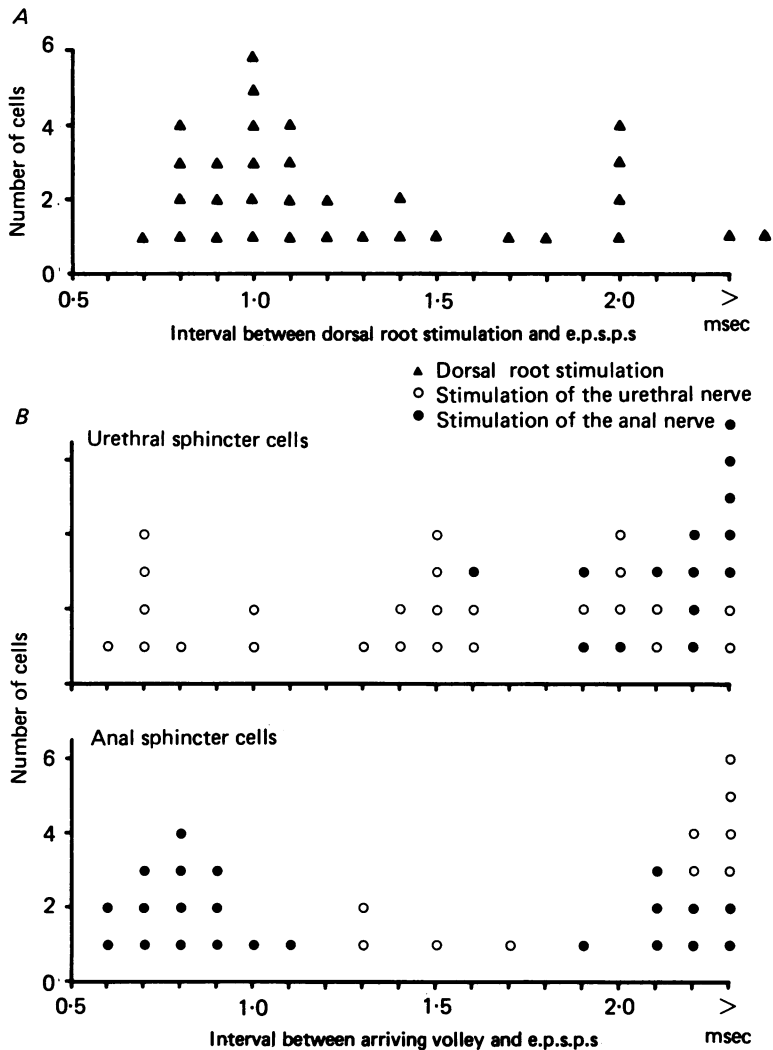 A
6
4
2
0
Number of cells
0·5 1·0 1·5 2·0 >
msec
Interval between dorsal root stimulation and e.p.s.p.s
▲ Dorsal root stimulation
○ Stimulation of the urethral nerve
● Stimulation of the anal nerve
B
Urethral sphincter cells
Number of cells
Anal sphincter cells
6
4
2
0
0·5 1·0 1·5 2·0 >
msec
Interval between arriving volley and e.p.s.p.s